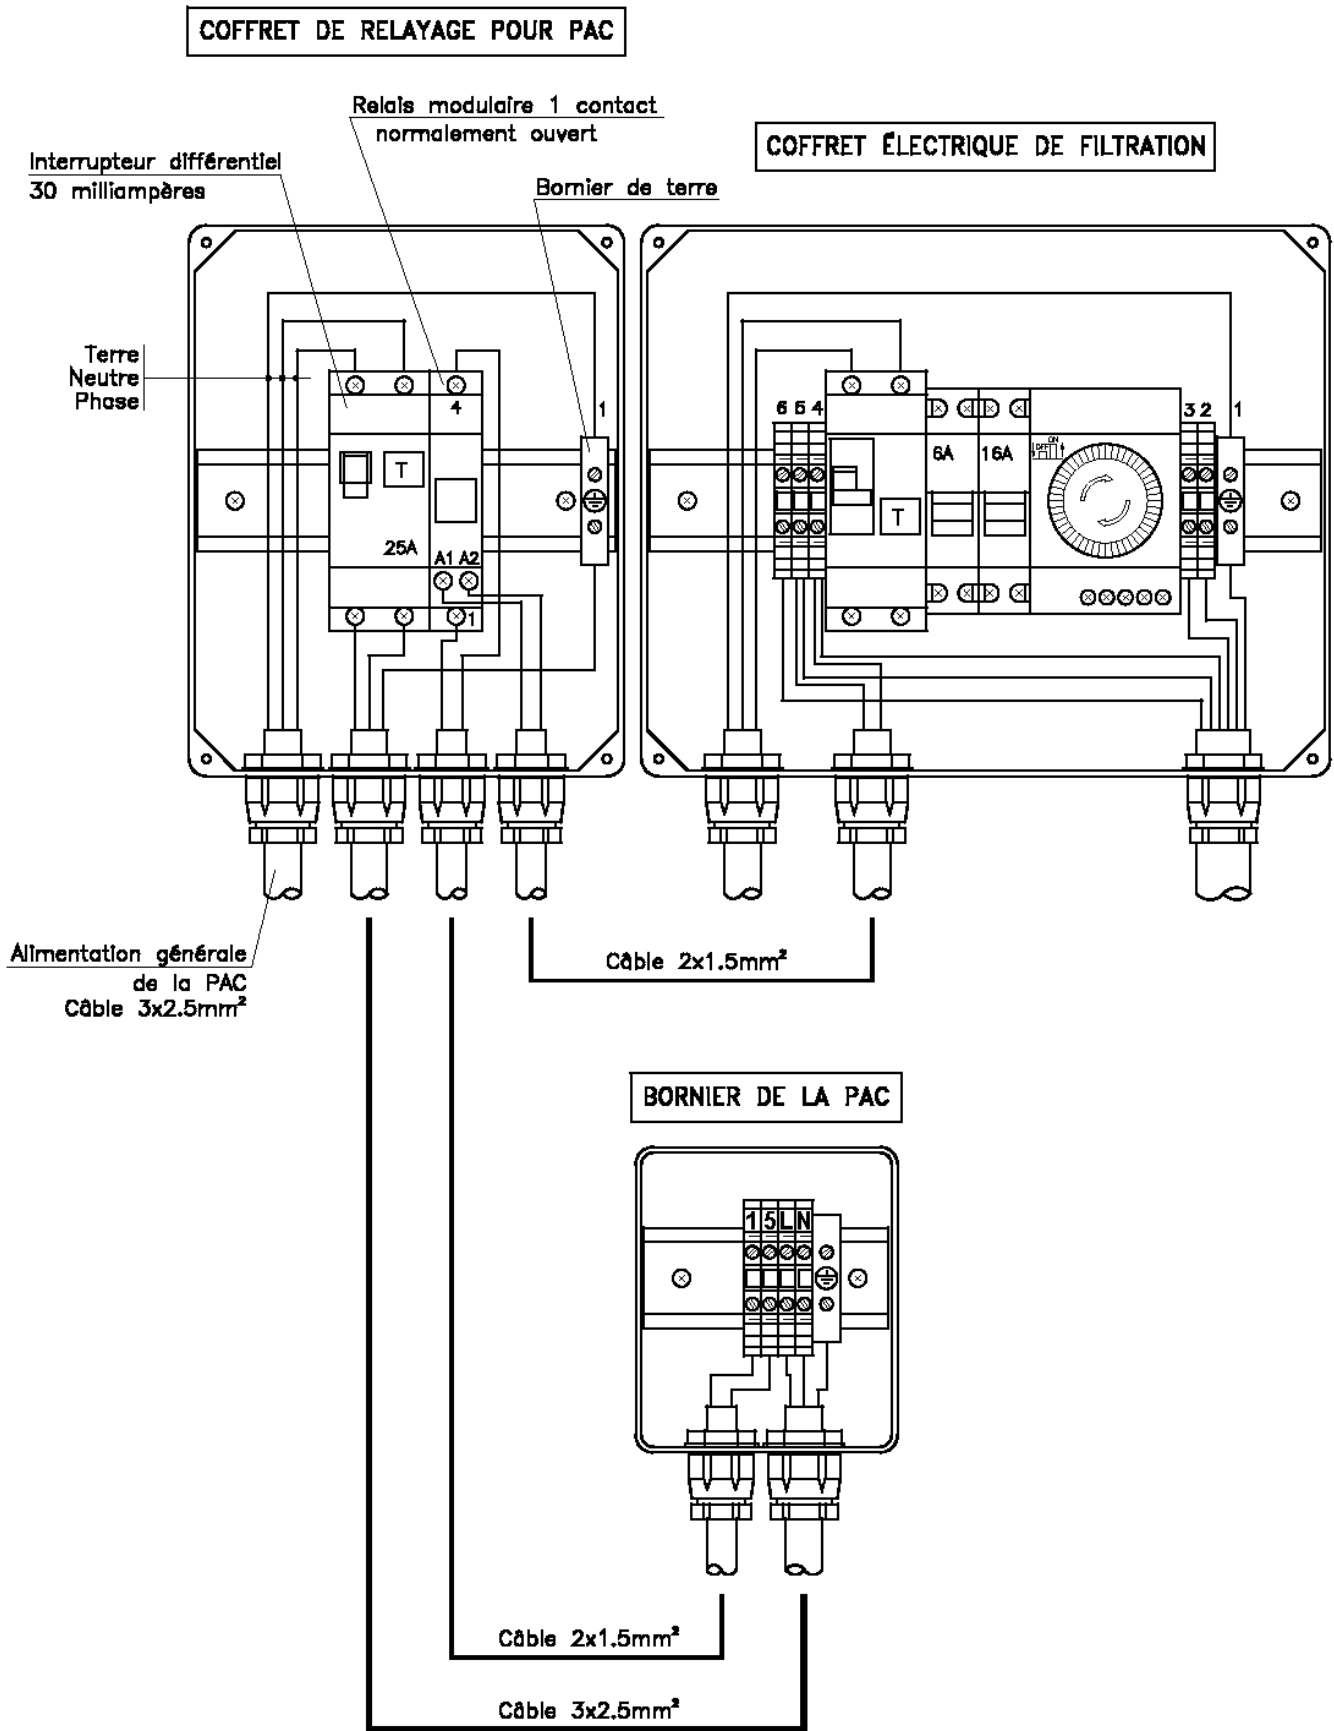 COFFRET DE RELAYAGE POUR PAC
Relais modulaire 1 contact
normalement ouvert
COFFRET ÉLECTRIQUE DE FILTRATION
Interrupteur différentiel
30 milliampères
Bornier de terre
Terre
Neutre
Phase
4
1
6 5 4
3 2
1
T
6A
16A
ON
OFF
T
25A
A1 A2
1
Alimentation générale
de la PAC
Câble 3x2.5mm²
Câble 2x1.5mm²
BORNIER DE LA PAC
1 5 L N
Câble 2x1.5mm²
Câble 3x2.5mm²